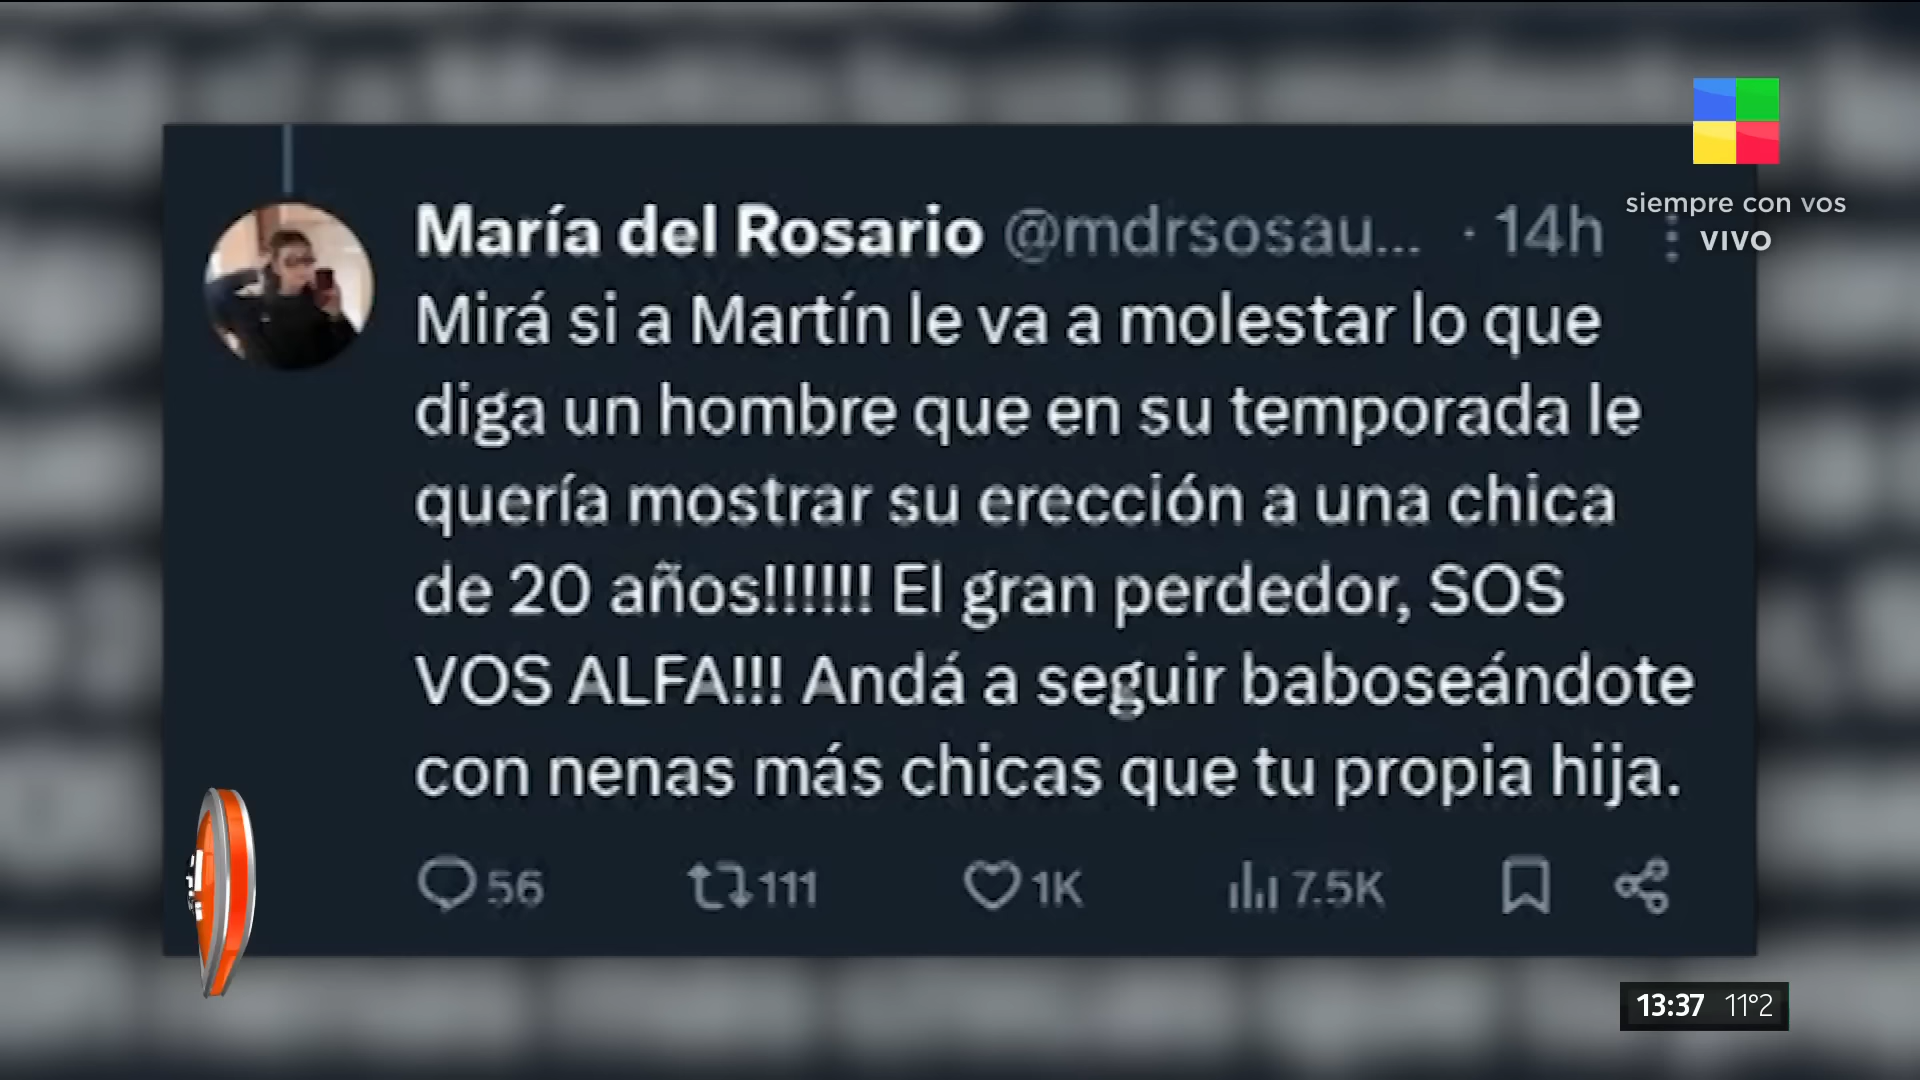 siempre con vos
VIVO
María del Rosario @mdrsosau... · 14h
Mirá si a Martín le va a molestar lo que
diga un hombre que en su temporada le
quería mostrar su erección a una chica
de 20 años!!!!!! El gran perdedor, SOS
VOS ALFA!!! Andá a seguir baboseándote
con nenas más chicas que tu propia hija.
56 111 1K 7.5K
13:37 11°2